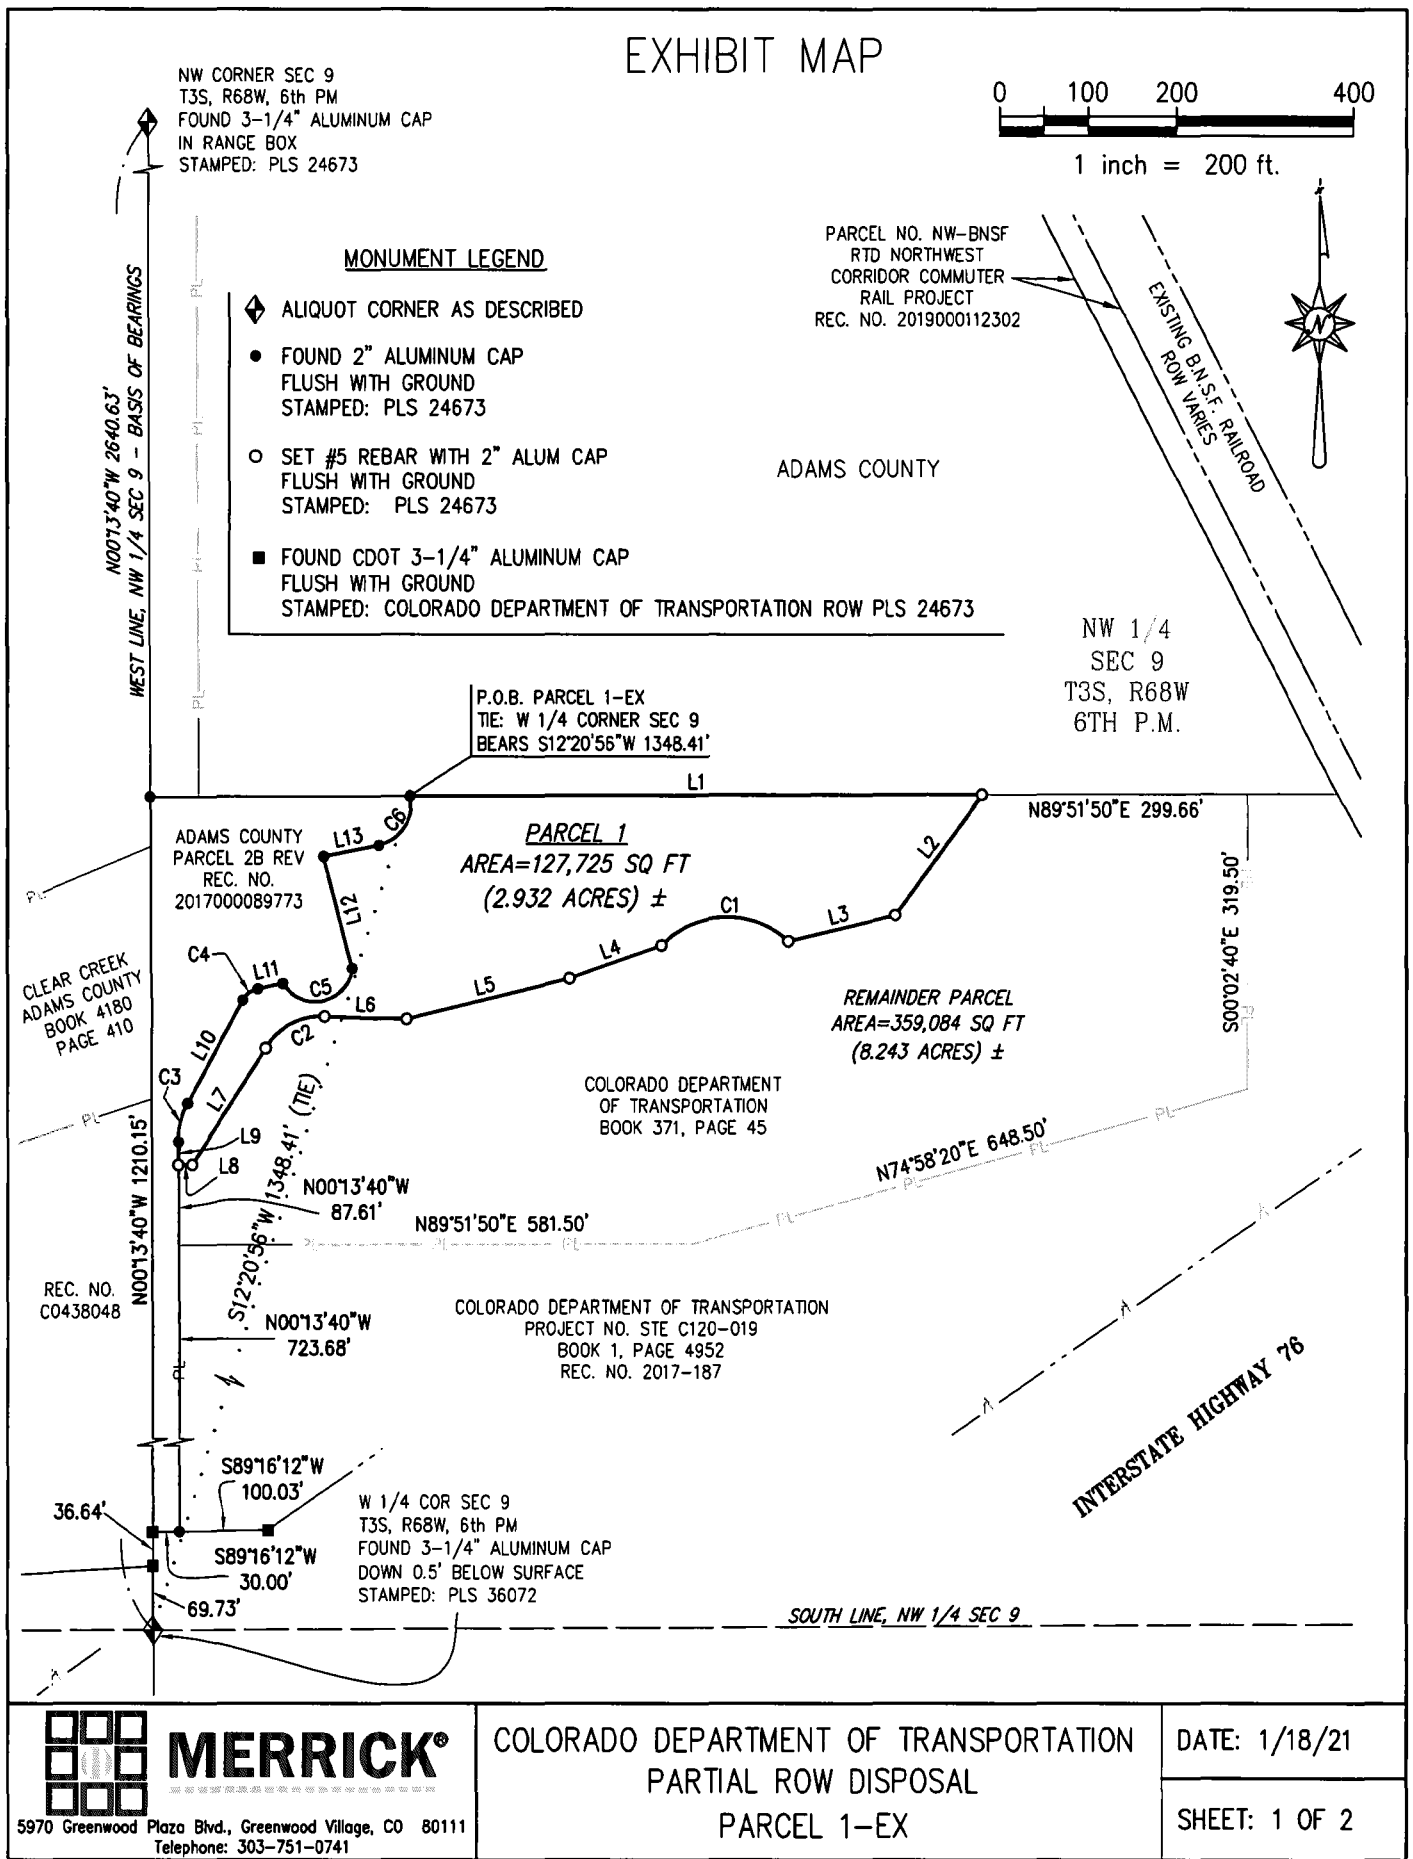 EXHIBIT MAP
NW CORNER SEC 9
T3S, R68W, 6th PM
FOUND 3-1/4" ALUMINUM CAP
IN RANGE BOX
STAMPED: PLS 24673
0 100 200 400
1 inch = 200 ft.
PARCEL NO. NW-BNSF
RTD NORTHWEST
CORRIDOR COMMUTER
RAIL PROJECT
REC. NO. 2019000112302
EXISTING B.N.S.F. RAILROAD
ROW VARIES
N
MONUMENT LEGEND
ALIQUOT CORNER AS DESCRIBED
FOUND 2" ALUMINUM CAP
FLUSH WITH GROUND
STAMPED: PLS 24673
SET #5 REBAR WITH 2" ALUM CAP
FLUSH WITH GROUND
STAMPED: PLS 24673
FOUND CDOT 3-1/4" ALUMINUM CAP
FLUSH WITH GROUND
STAMPED: COLORADO DEPARTMENT OF TRANSPORTATION ROW PLS 24673
N00°13'40"W 2640.63'
WEST LINE, NW 1/4 SEC 9 - BASIS OF BEARINGS
PL
PL
PL
PL
ADAMS COUNTY
NW 1/4
SEC 9
T3S, R68W
6TH P.M.
P.O.B. PARCEL 1-EX
TIE: W 1/4 CORNER SEC 9
BEARS S12°20'56"W 1348.41'
L1
N89°51'50"E 299.66'
ADAMS COUNTY
PARCEL 2B REV
REC. NO.
2017000089773
L13
C6
PARCEL 1
AREA=127,725 SQ FT
(2.932 ACRES) ±
L2
L12
C1
L3
L4
L5
L6
C4
L11
C5
C2
L10
L7
C3
L9
L8
PL
CLEAR CREEK
ADAMS COUNTY
BOOK 4180
PAGE 410
PL
S00°02'40"E 319.50'
PL
PL
REMAINDER PARCEL
AREA=359,084 SQ FT
(8.243 ACRES) ±
COLORADO DEPARTMENT
OF TRANSPORTATION
BOOK 371, PAGE 45
N74°58'20"E 648.50'
PL
PL
PL
PL
N00°13'40"W 1210.15'
N00°13'40"W
87.61'
S12°20'56"W 1348.41' (TIE)
N89°51'50"E 581.50'
PL
PL
PL
REC. NO.
C0438048
N00°13'40"W
723.68'
PL
COLORADO DEPARTMENT OF TRANSPORTATION
PROJECT NO. STE C120-019
BOOK 1, PAGE 4952
REC. NO. 2017-187
A
A
A
INTERSTATE HIGHWAY 76
S89°16'12"W
100.03'
36.64'
S89°16'12"W
30.00'
69.73'
W 1/4 COR SEC 9
T3S, R68W, 6th PM
FOUND 3-1/4" ALUMINUM CAP
DOWN 0.5' BELOW SURFACE
STAMPED: PLS 36072
SOUTH LINE, NW 1/4 SEC 9
A
MERRICK®
5970 Greenwood Plaza Blvd., Greenwood Village, CO 80111
Telephone: 303-751-0741
COLORADO DEPARTMENT OF TRANSPORTATION
PARTIAL ROW DISPOSAL
PARCEL 1-EX
DATE: 1/18/21
SHEET: 1 OF 2